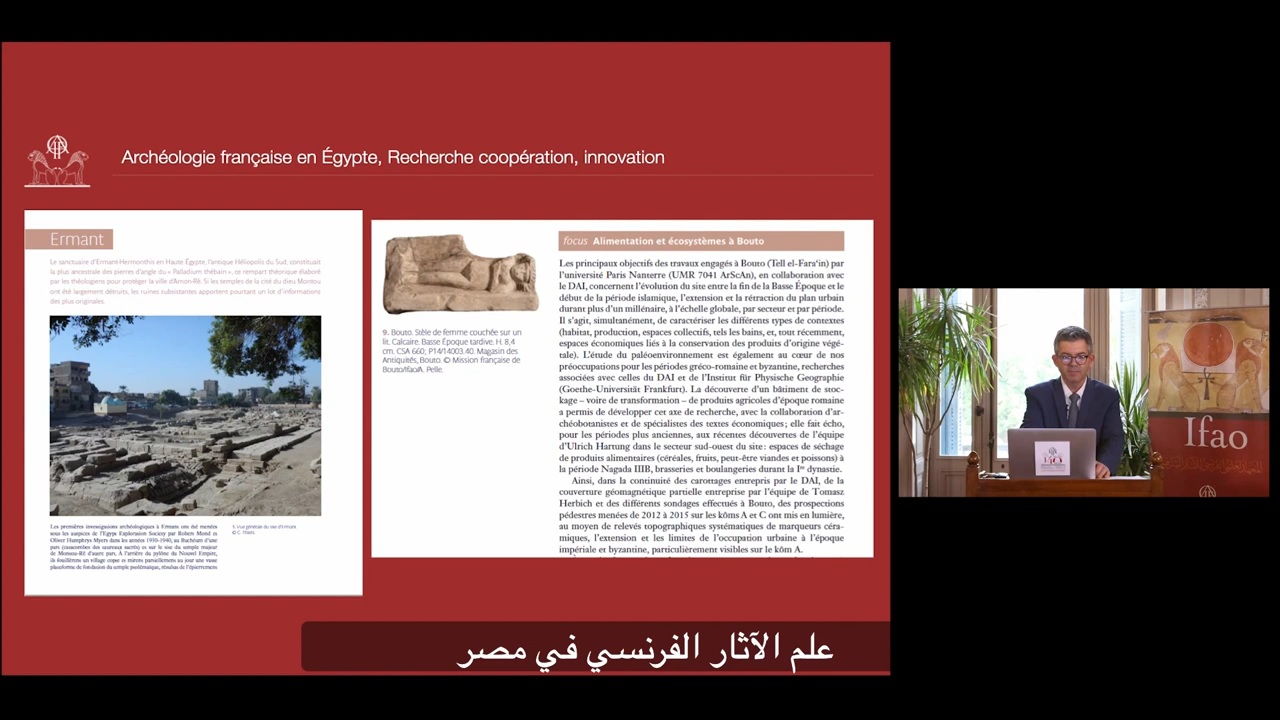 Archéologie française en Égypte, Recherche coopération, innovation
Ermant
Le sanctuaire d'Ermant-Hermonthis en Haute Égypte, l'antique Héliopolis du Sud, constituait
la plus ancestrale des pierres d'angle du « Palladium thébain », ce rempart théorique élaboré
par les théologiens pour protéger la ville d'Amon-Rê. Si les temples de la cité du dieu Montou
ont été largement détruits, les ruines subsistantes apportent pourtant un lot d'informations
des plus originales.
Les premières investigations archéologiques à Ermant ont été menées
sous les auspices de l'Egypt Exploration Society par Robert Mond et
Oliver Humphrys Myers dans les années 1930-1940, au Bucheum d'une
part (catacombes des taureaux sacrés) et sur le site du temple majeur
de Montou-Rê d'autre part. À l'arrière du pylône du Nouvel Empire,
ils fouillèrent un village copte et mirent partiellement au jour une vaste
plateforme de fondation du temple ptolémaïque, résultat de l'épierrement
1. Vue générale du site d'Ermant.
© C. Thiers
9. Bouto. Stèle de femme couchée sur un
lit. Calcaire. Basse Époque tardive. H. 8,4
cm. CSA 660; P14/14003.40. Magasin des
Antiquités, Bouto. © Mission française de
Bouto/Ifao/A. Pelle.
focus Alimentation et écosystèmes à Bouto
Les principaux objectifs des travaux engagés à Bouto (Tell el-Fara'in) par
l'université Paris Nanterre (UMR 7041 ArScAn), en collaboration avec
le DAI, concernent l'évolution du site entre la fin de la Basse Époque et le
début de la période islamique, l'extension et la rétraction du plan urbain
durant plus d'un millénaire, à l'échelle globale, par secteur et par période.
Il s'agit, simultanément, de caractériser les différents types de contextes
(habitat, production, espaces collectifs, tels les bains, et, tout récemment,
espaces économiques liés à la conservation des produits d'origine végé-
tale). L'étude du paléoenvironnement est également au cœur de nos
préoccupations pour les périodes gréco-romaine et byzantine, recherches
associées avec celles du DAI et de l'Institut für Physische Geographie
(Goethe-Universität Frankfurt). La découverte d'un bâtiment de stoc-
kage – voire de transformation – de produits agricoles d'époque romaine
a permis de développer cet axe de recherche, avec la collaboration d'ar-
chéobotanistes et de spécialistes des textes économiques; elle fait écho,
pour les périodes plus anciennes, aux récentes découvertes de l'équipe
d'Ulrich Hartung dans le secteur sud-ouest du site : espaces de séchage
de produits alimentaires (céréales, fruits, peut-être viandes et poissons) à
la période Nagada IIIB, brasseries et boulangeries durant la Ire dynastie.
Ainsi, dans la continuité des carottages entrepris par le DAI, de la
couverture géomagnétique partielle entreprise par l'équipe de Tomasz
Herbich et des différents sondages effectués à Bouto, des prospections
pédestres menées de 2012 à 2015 sur les kôms A et C ont mis en lumière,
au moyen de relevés topographiques systématiques de marqueurs céra-
miques, l'extension et les limites de l'occupation urbaine à l'époque
impériale et byzantine, particulièrement visibles sur le kôm A.
Ifao
علم الآثار الفرنسي في مصر